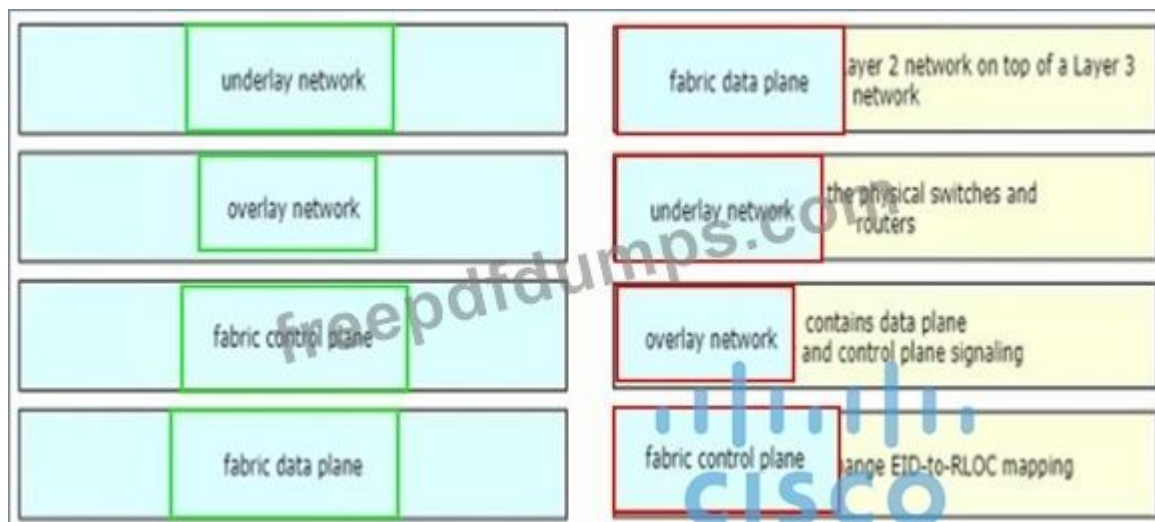 underlay network
fabric data plane
ayer 2 network on top of a Layer 3
network
overlay network
underlay network
the physical switches and
routers
fabric control plane
overlay network
contains data plane
and control plane signaling
fabric data plane
fabric control plane
ange EID-to-RLOC mapping
freepdfdumps.com
CISCO